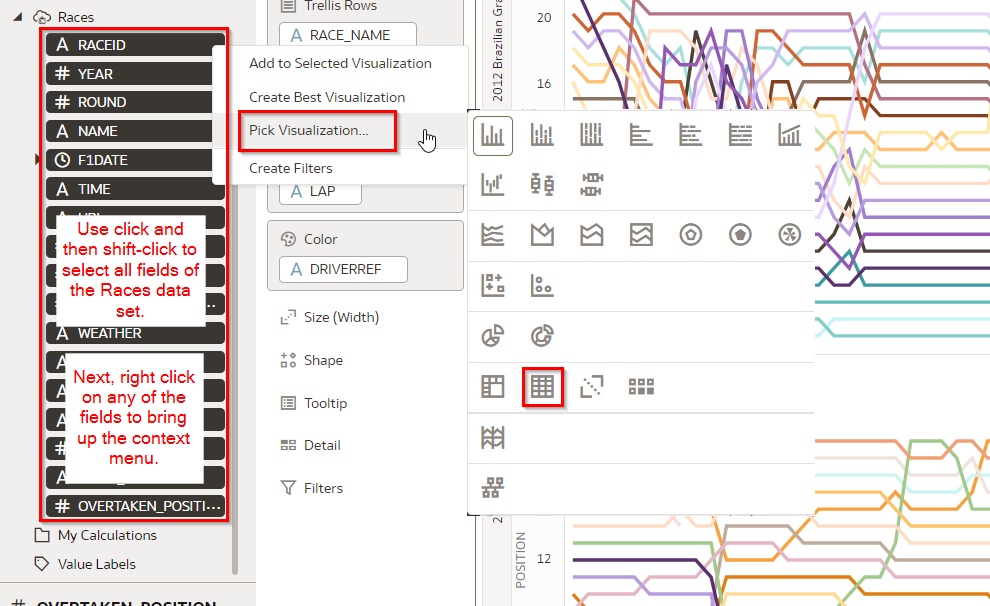 Races
RACEID
YEAR
ROUND
NAME
F1DATE
TIME
Use click and
then shift-click to
select all fields of
the Races data
set.
WEATHER
Next, right click
on any of the
fields to bring
up the context
menu.
OVERTAKEN_POSITI...
My Calculations
Value Labels
OVERTAKEN_POSITION
Trellis Rows
RACE_NAME
Add to Selected Visualization
Create Best Visualization
Pick Visualization...
Create Filters
LAP
Color
DRIVERREF
Size (Width)
Shape
Tooltip
Detail
Filters
2012 Brazilian Gra
20
16
POSITION
12